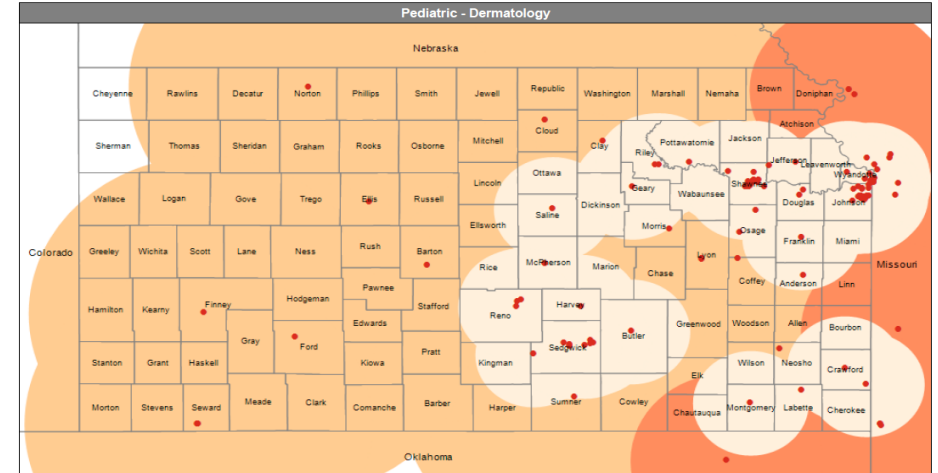 Pediatric - Dermatology
Nebraska
Cheyenne Rawlins Decatur Norton Phillips Smith Jewell Republic Washington Marshall Nemaha Brown Doniphan
Atchison
Sherman Thomas Sheridan Graham Rooks Osborne Mitchell Cloud Clay Riley Pottawatomie Jackson Jefferson Leavenworth
Wyandotte
Wallace Logan Gove Trego Ellis Russell Lincoln Ottawa Geary Wabaunsee Shawnee Douglas Johnson
Ellsworth Saline Dickinson Morris Osage Franklin Miami
Colorado Greeley Wichita Scott Lane Ness Rush Barton Rice McPherson Marion Chase Lyon Coffey Anderson Linn Missouri
Hamilton Kearny Finney Hodgeman Pawnee Stafford Reno Harvey Butler Greenwood Woodson Allen Bourbon
Edwards
Stanton Grant Haskell Gray Ford Kiowa Pratt Kingman Sedgwick Elk Wilson Neosho Crawford
Morton Stevens Seward Meade Clark Comanche Barber Harper Sumner Cowley Chautauqua Montgomery Labette Cherokee
Oklahoma